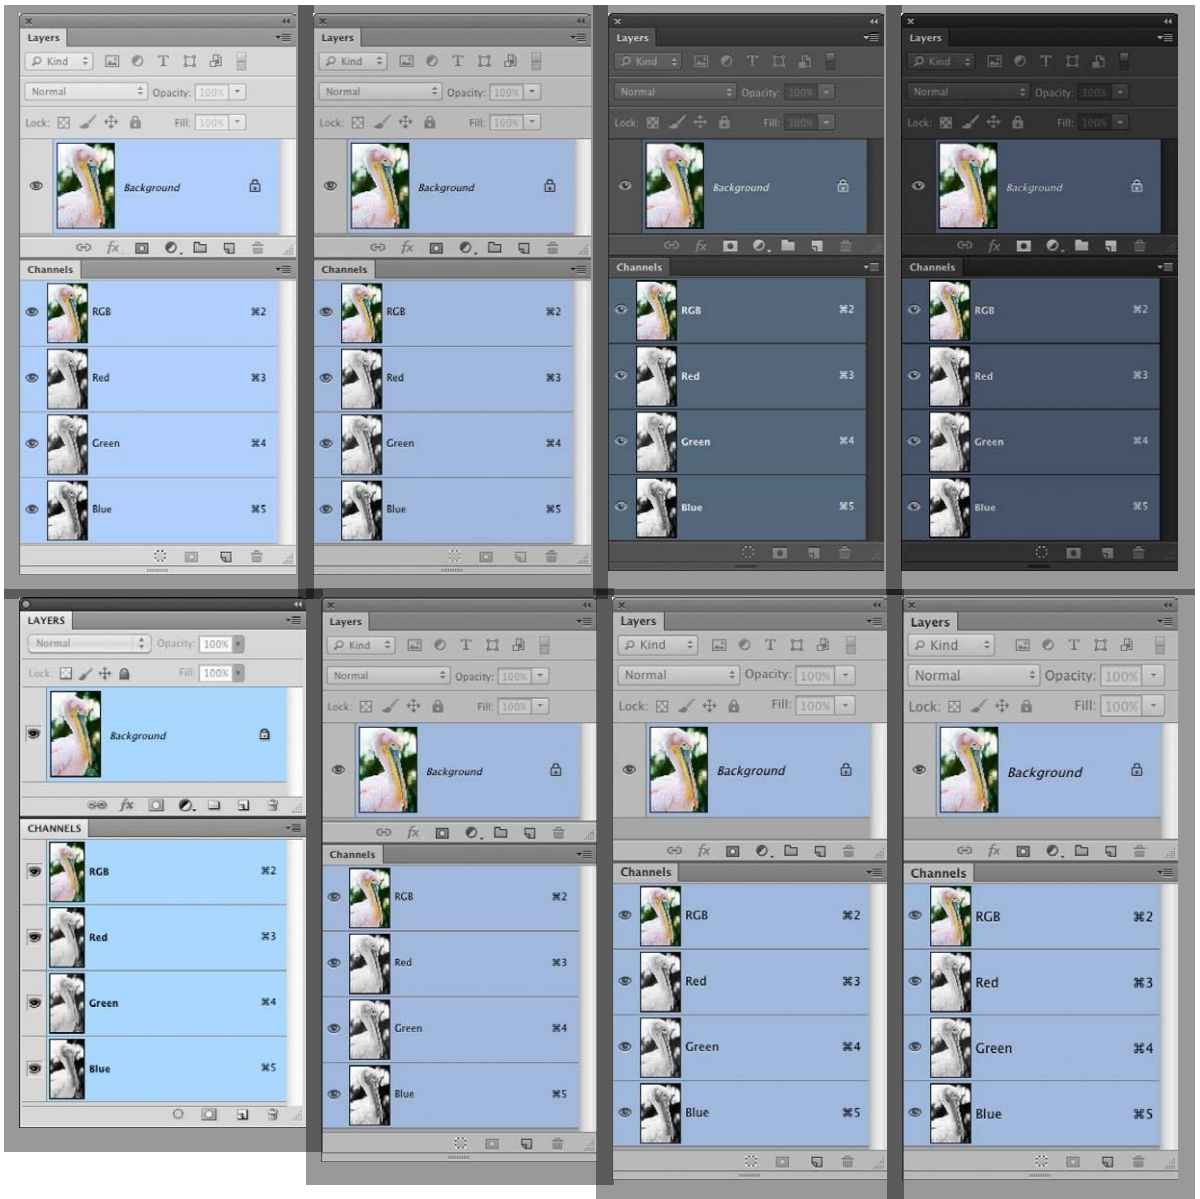 Layers
Kind
Normal Opacity: 100%
Lock: Fill: 100%
Background
Channels
RGB ⌘2
Red ⌘3
Green ⌘4
Blue ⌘5
Layers
Kind
Normal Opacity: 100%
Lock: Fill: 100%
Background
Channels
RGB ⌘2
Red ⌘3
Green ⌘4
Blue ⌘5
Layers
Kind
Normal Opacity: 100%
Lock: Fill: 100%
Background
Channels
RGB ⌘2
Red ⌘3
Green ⌘4
Blue ⌘5
Layers
Kind
Normal Opacity: 100%
Lock: Fill: 100%
Background
Channels
RGB ⌘2
Red ⌘3
Green ⌘4
Blue ⌘5
LAYERS
Normal Opacity: 100%
Lock: Fill: 100%
Background
CHANNELS
RGB ⌘2
Red ⌘3
Green ⌘4
Blue ⌘5
Layers
Kind
Normal Opacity: 100%
Lock: Fill: 100%
Background
Channels
RGB ⌘2
Red ⌘3
Green ⌘4
Blue ⌘5
Layers
Kind
Normal Opacity: 100%
Lock: Fill: 100%
Background
Channels
RGB ⌘2
Red ⌘3
Green ⌘4
Blue ⌘5
Layers
Kind
Normal Opacity: 100%
Lock: Fill: 100%
Background
Channels
RGB ⌘2
Red ⌘3
Green ⌘4
Blue ⌘5